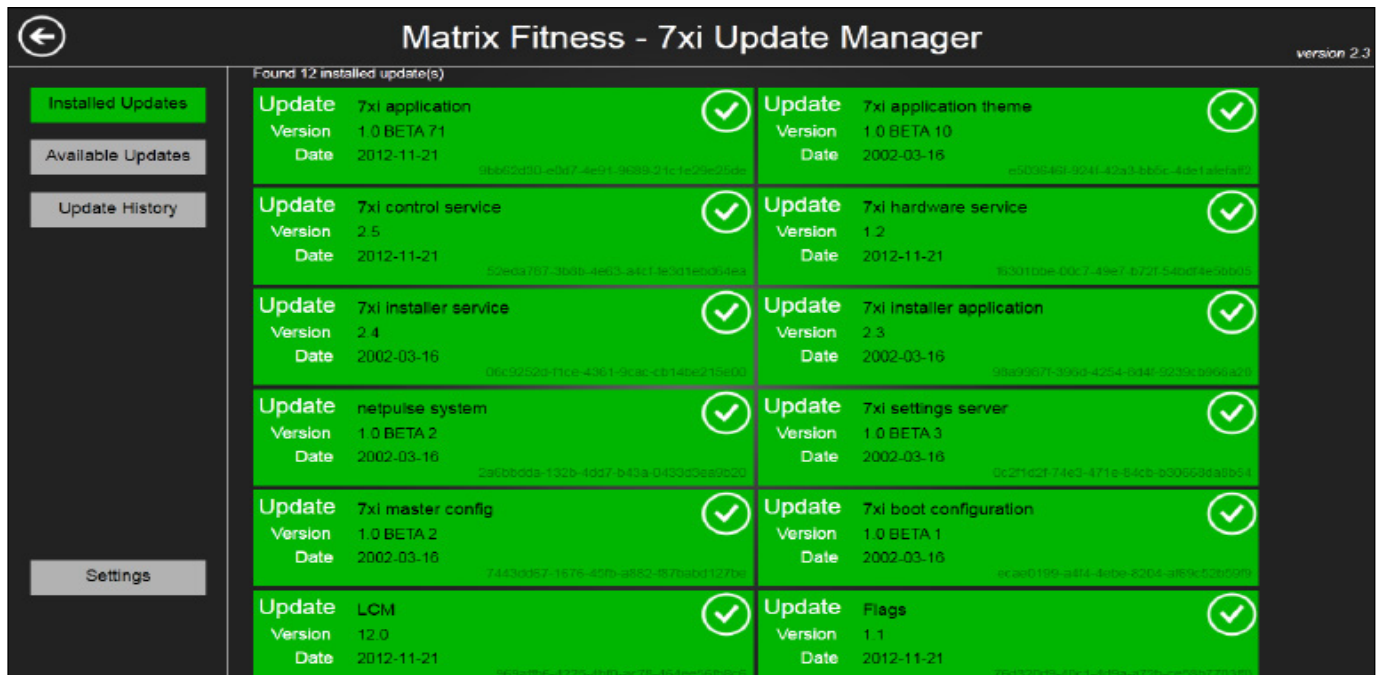 Matrix Fitness - 7xi Update Manager
version 2.3
Found 12 installed update(s)
Installed Updates
Available Updates
Update History
Settings
Update 7xi application
Version 1.0 BETA 71
Date 2012-11-21
Update 7xi application theme
Version 1.0 BETA 10
Date 2002-03-16
Update 7xi control service
Version 2.5
Date 2012-11-21
Update 7xi hardware service
Version 1.2
Date 2012-11-21
Update 7xi installer service
Version 2.4
Date 2002-03-16
Update 7xi installer application
Version 2.3
Date 2002-03-16
Update netpulse system
Version 1.0 BETA 2
Date 2002-03-16
Update 7xi settings server
Version 1.0 BETA 3
Date 2002-03-16
Update 7xi master config
Version 1.0 BETA 2
Date 2002-03-16
Update 7xi boot configuration
Version 1.0 BETA 1
Date 2002-03-16
Update LCM
Version 12.0
Date 2012-11-21
Update Flags
Version 1.1
Date 2012-11-21